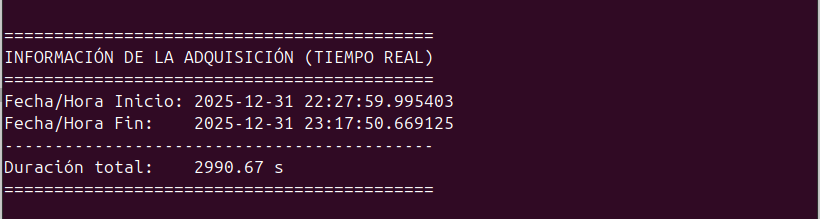 ===========================================
INFORMACIÓN DE LA ADQUISICIÓN (TIEMPO REAL)
===========================================
Fecha/Hora Inicio: 2025-12-31 22:27:59.995403
Fecha/Hora Fin:    2025-12-31 23:17:50.669125
-------------------------------------------
Duración total:    2990.67 s
===========================================